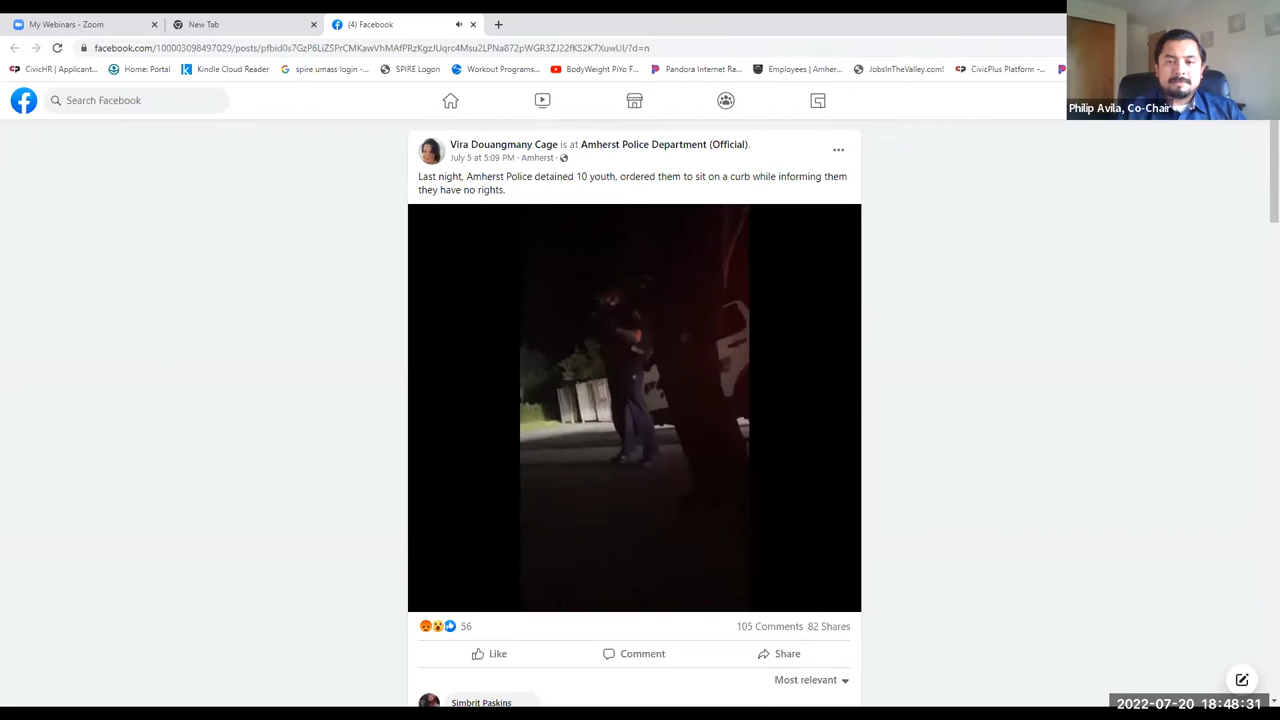 My Webinars - Zoom
New Tab
(4) Facebook
facebook.com/100003098497029/posts/
CivicHR | Applicant...
Home: Portal
Kindle Cloud Reader
spire umass login -...
SPIRE Logon
Workout Programs...
BodyWeight PiYo F...
Pandora Internet Ra...
Employees | Amher...
JobsInTheValley.com!
CivicPlus Platform -...
Search Facebook
Philip Avila, Co-Chair
Vira Douangmany Cage is at Amherst Police Department (Official).
July 5 at 5:09 PM · Amherst ·
Last night, Amherst Police detained 10 youth, ordered them to sit on a curb while informing them
they have no rights.
56
105 Comments 82 Shares
Like
Comment
Share
Most relevant
Simbrit Paskins
2022-07-20 18:48:31